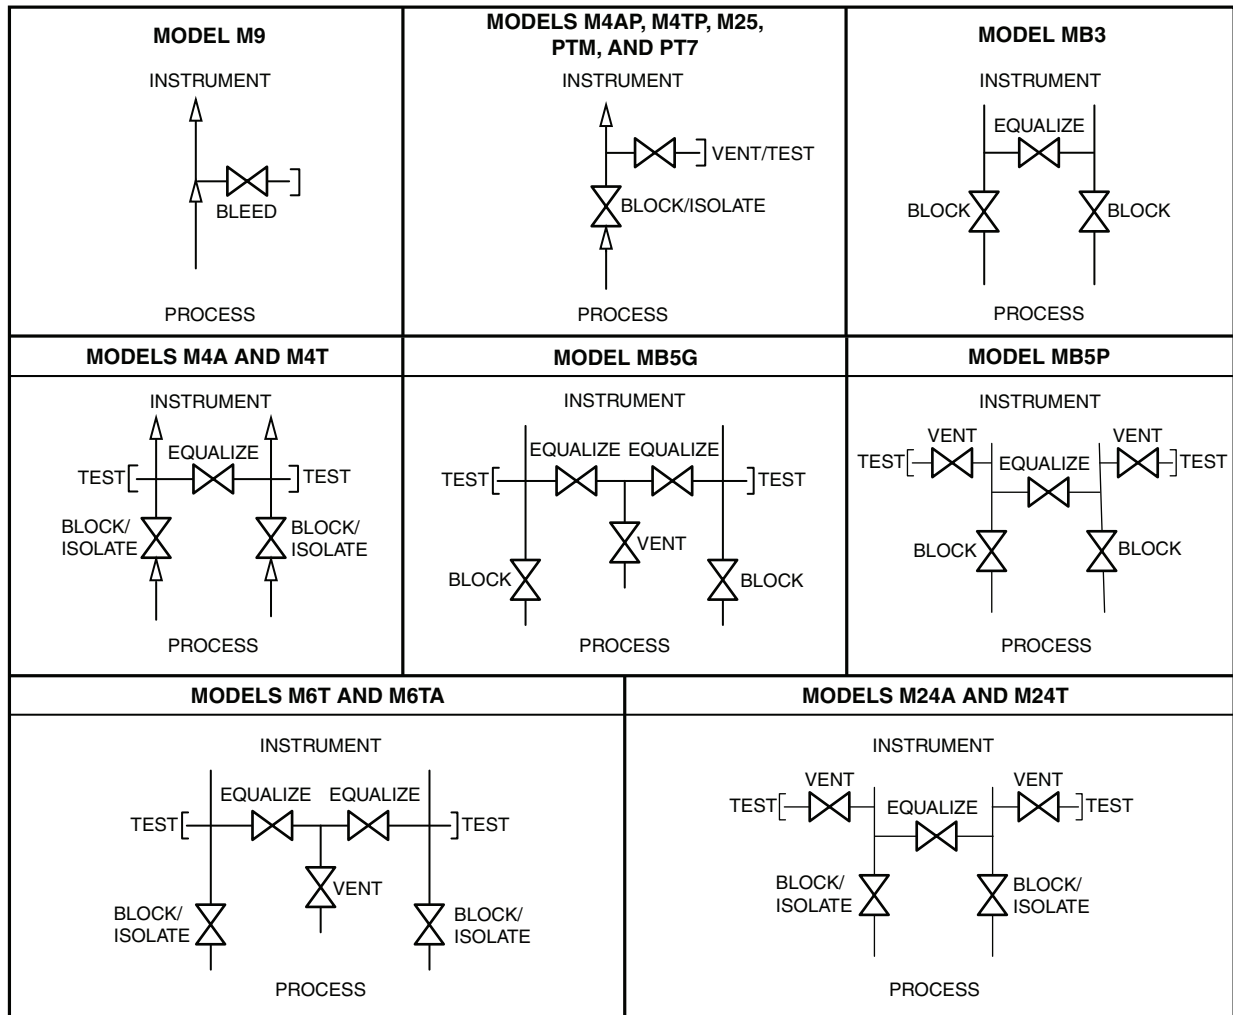 MODEL M9
INSTRUMENT
BLEED
PROCESS
MODELS M4AP, M4TP, M25,
PTM, AND PT7
INSTRUMENT
VENT/TEST
BLOCK/ISOLATE
PROCESS
MODEL MB3
INSTRUMENT
EQUALIZE
BLOCK
BLOCK
PROCESS
MODELS M4A AND M4T
INSTRUMENT
EQUALIZE
TEST
TEST
BLOCK/
ISOLATE
BLOCK/
ISOLATE
PROCESS
MODEL MB5G
INSTRUMENT
EQUALIZE
EQUALIZE
TEST
TEST
VENT
BLOCK
BLOCK
PROCESS
MODEL MB5P
INSTRUMENT
VENT
VENT
TEST
EQUALIZE
TEST
BLOCK
BLOCK
PROCESS
MODELS M6T AND M6TA
INSTRUMENT
EQUALIZE
EQUALIZE
TEST
TEST
VENT
BLOCK/
ISOLATE
BLOCK/
ISOLATE
PROCESS
MODELS M24A AND M24T
INSTRUMENT
VENT
VENT
TEST
EQUALIZE
TEST
BLOCK/
ISOLATE
BLOCK/
ISOLATE
PROCESS